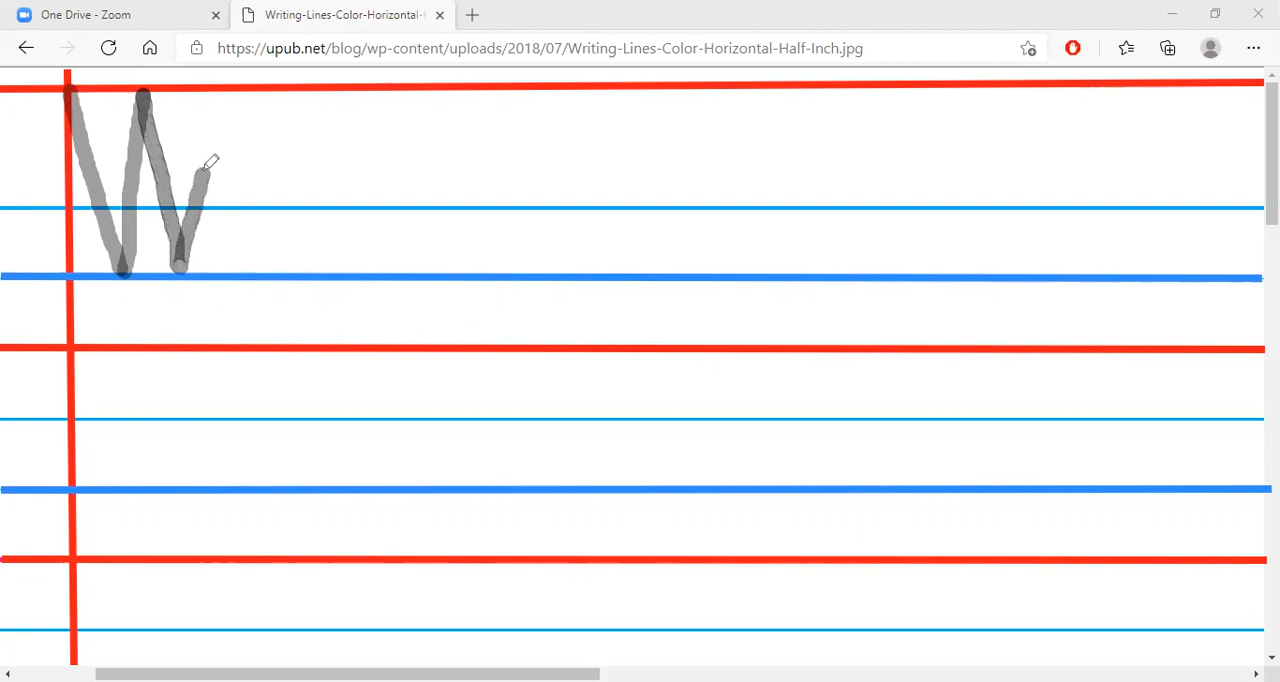 One Drive - Zoom
Writing-Lines-Color-Horizontal-
https://upub.net/blog/wp-content/uploads/2018/07/Writing-Lines-Color-Horizontal-Half-Inch.jpg
W